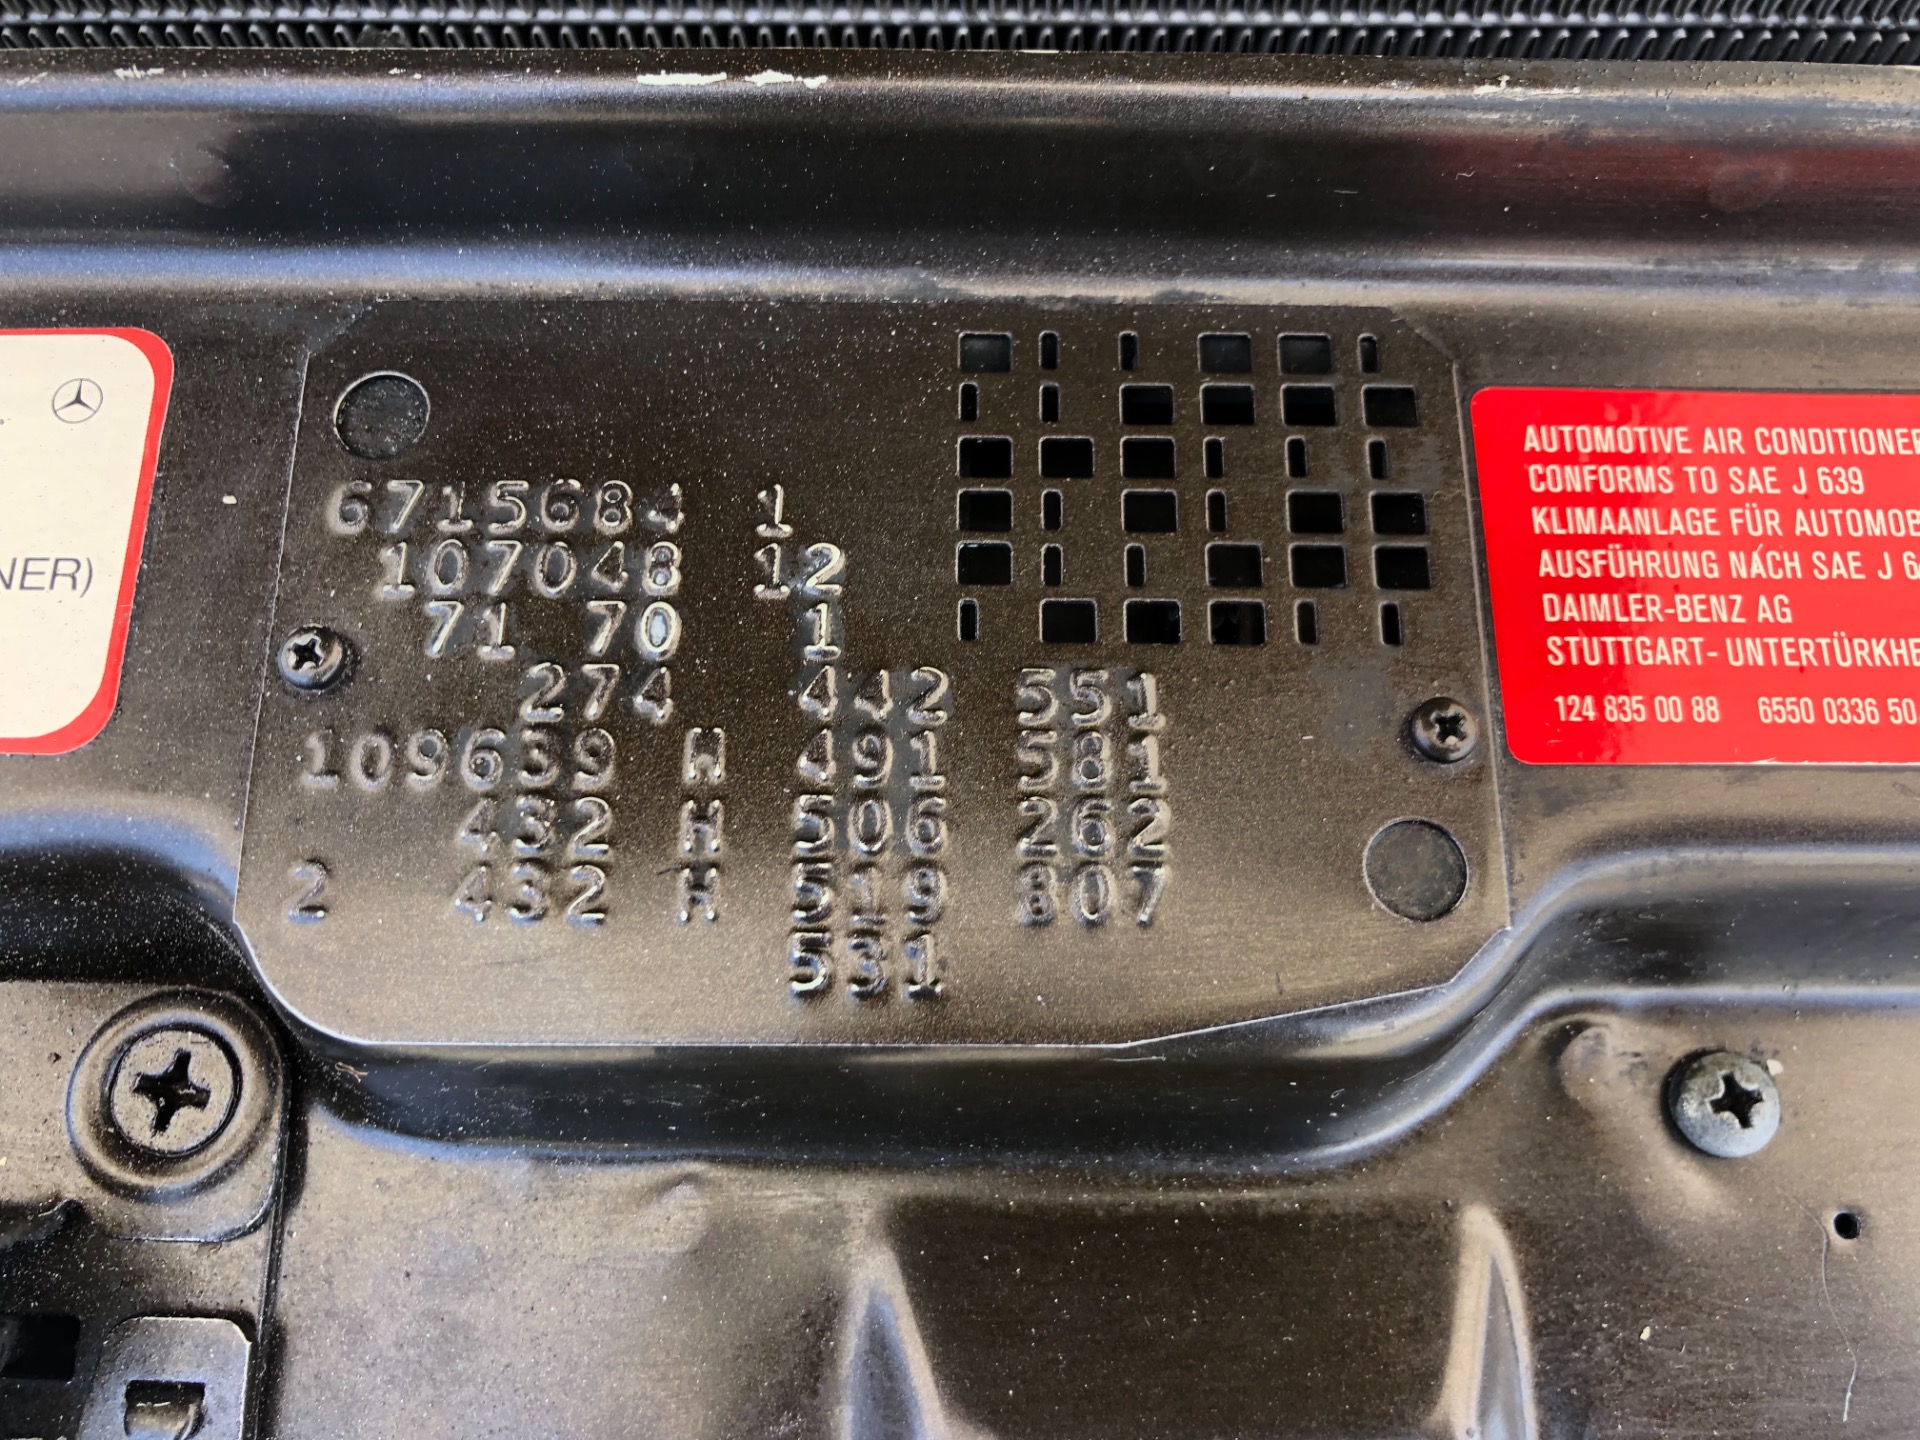 NER)
6715684 1
107048 12
71 70 1
274 442 551
109639 W 491 581
432 H 506 262
2 432 H 519 807
531
AUTOMOTIVE AIR CONDITIONER
CONFORMS TO SAE J 639
KLIMAANLAGE FÜR AUTOMOB
AUSFÜHRUNG NACH SAE J 6
DAIMLER-BENZ AG
STUTTGART-UNTERTÜRKHE
124 835 00 88 6550 0336 50